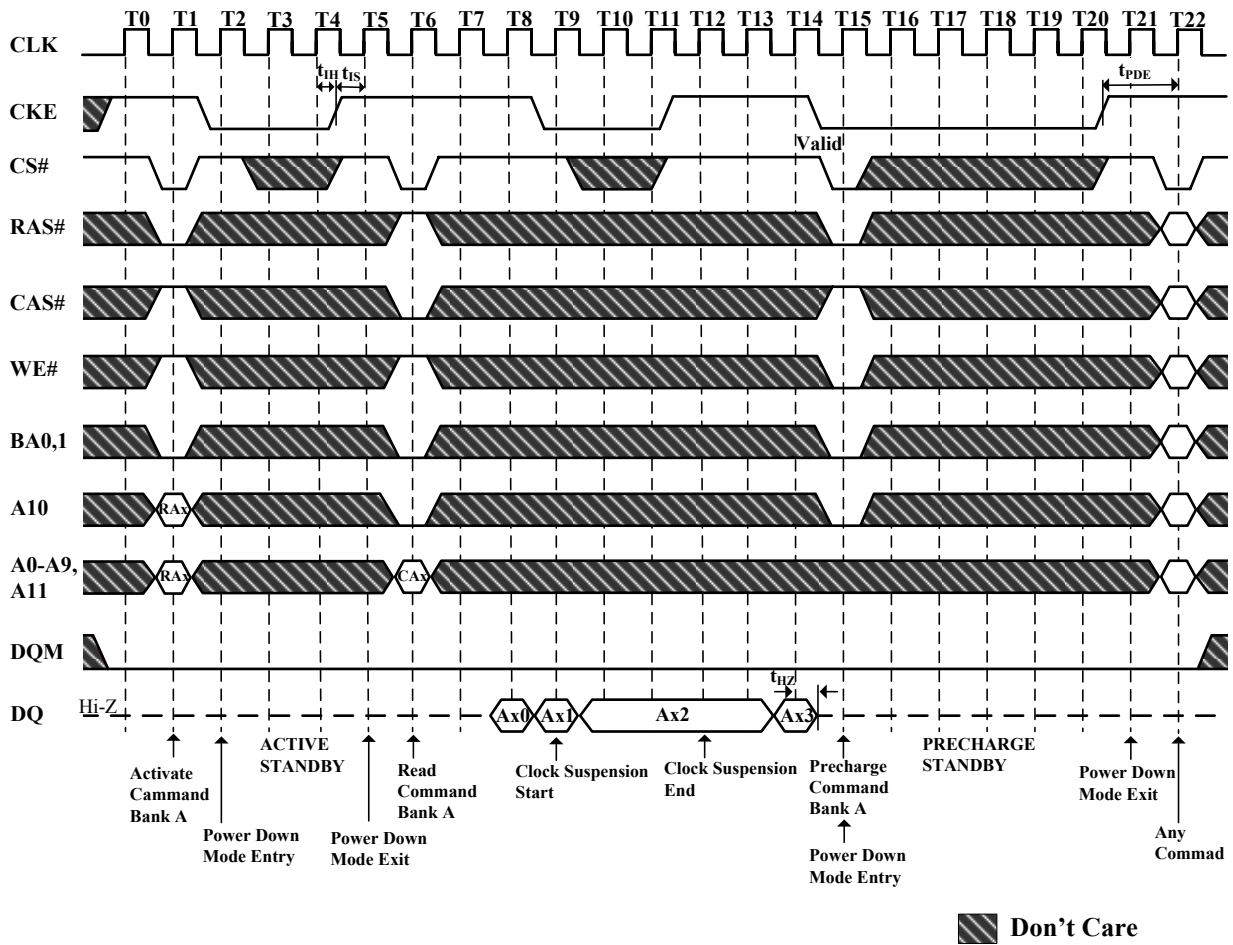 T0 T1 T2 T3 T4 T5 T6 T7 T8 T9 T10 T11 T12 T13 T14 T15 T16 T17 T18 T19 T20 T21 T22
CLK
tIH tIS
tPDE
CKE
Valid
CS#
RAS#
CAS#
WE#
BA0,1
A10
RAx
A0-A9,
A11
RAx
CAx
DQM
tHZ
Hi-Z
DQ
Ax0 Ax1 Ax2 Ax3
Activate
Cammand
Bank A
Power Down
Mode Entry
ACTIVE
STANDBY
Power Down
Mode Exit
Read
Command
Bank A
Clock Suspension
Start
Clock Suspension
End
Precharge
Command
Bank A
Power Down
Mode Entry
PRECHARGE
STANDBY
Power Down
Mode Exit
Any
Commad
Don't Care